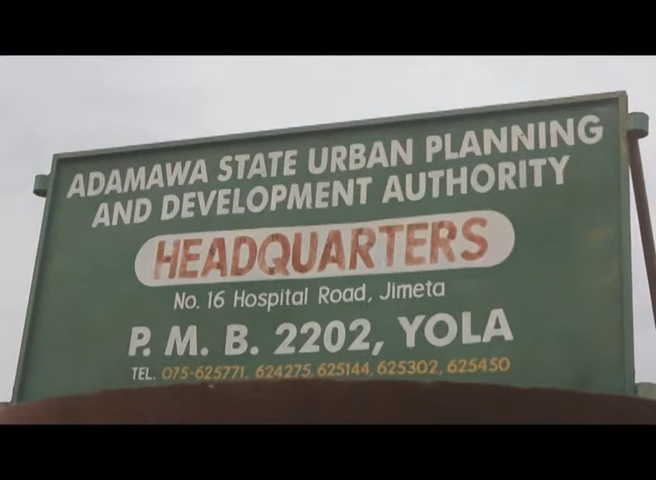 ADAMAWA STATE URBAN PLANNING
AND DEVELOPMENT AUTHORITY
HEADQUARTERS
No. 16 Hospital Road, Jimeta
P. M. B. 2202, YOLA
TEL. 075-625771, 624275, 625144, 625302, 625450